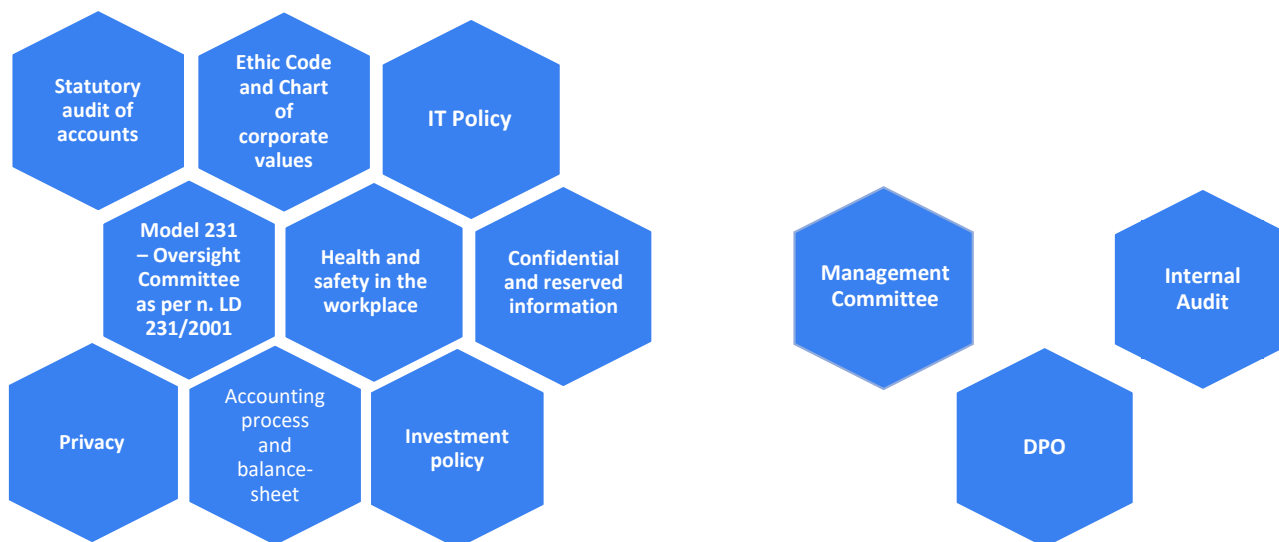 Statutory
audit of
accounts
Ethic Code
and Chart
of
corporate
values
IT Policy
Model 231
– Oversight
Committee
as per n. LD
231/2001
Health and
safety in the
workplace
Confidential
and reserved
information
Privacy
Accounting
process
and
balance-
sheet
Investment
policy
Management
Committee
Internal
Audit
DPO